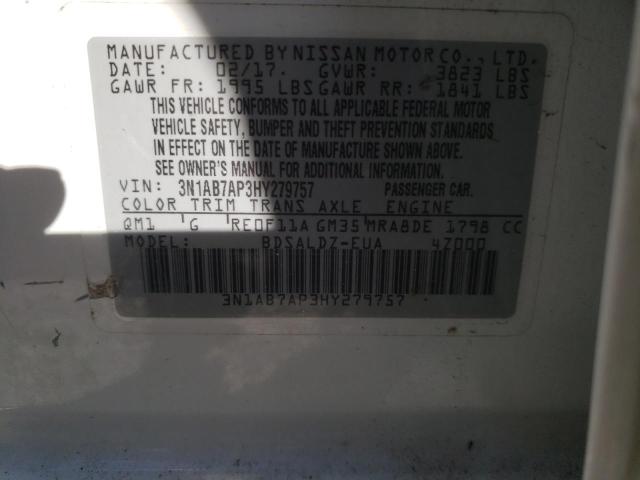 MANUFACTURED BY NISSAN MOTOR CO., LTD.
DATE: 02/17. GVWR: 3823 LBS
GAWR FR: 1995 LBS GAWR RR: 1841 LBS
THIS VEHICLE CONFORMS TO ALL APPLICABLE FEDERAL MOTOR
VEHICLE SAFETY, BUMPER AND THEFT PREVENTION STANDARDS
IN EFFECT ON THE DATE OF MANUFACTURE SHOWN ABOVE.
SEE OWNER'S MANUAL FOR ADDITIONAL INFORMATION
VIN: 3N1AB7AP3HY279757 PASSENGER CAR.
COLOR TRIM TRANS AXLE ENGINE
QM1 G RE0F11A GM35 MRA8DE 1798 CC
MODEL: BDSALDZ-EUA 4Z000
3N1AB7AP3HY279757